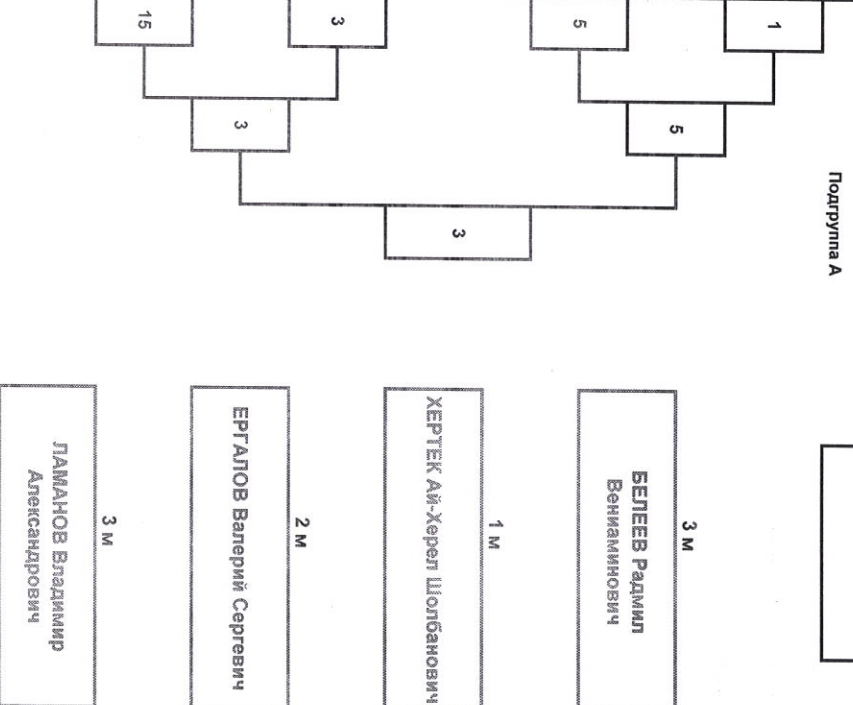 Подгруппа А
1
5
5
3
3
3
15
3 м
БЕЛЕЕВ Радмил
Вениаминович
1 м
ХЕРТЕК Ай-Херел Шолбанович
2 м
ЕРГАЛОВ Валерий Сергевич
3 м
ЛАМАНОВ Владимир
Александрович